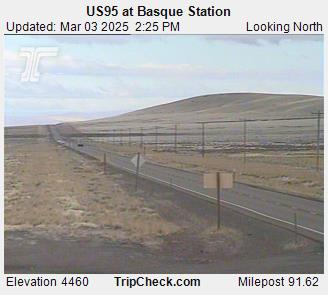 US95 at Basque Station
Updated: Mar 03 2025 2:25 PM Looking North
Elevation 4460 TripCheck.com Milepost 91.62